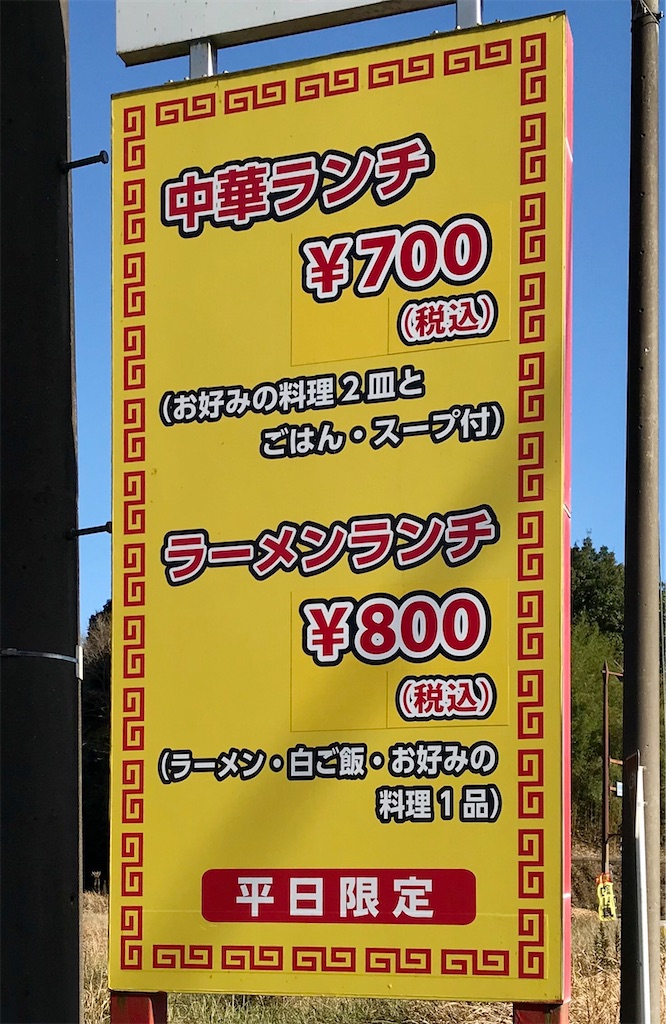 中華ランチ
¥700
(税込)
(お好みの料理2皿と
ごはん・スープ付)
ラーメンランチ
¥800
(税込)
(ラーメン・白ご飯・お好みの
料理1品)
平日限定